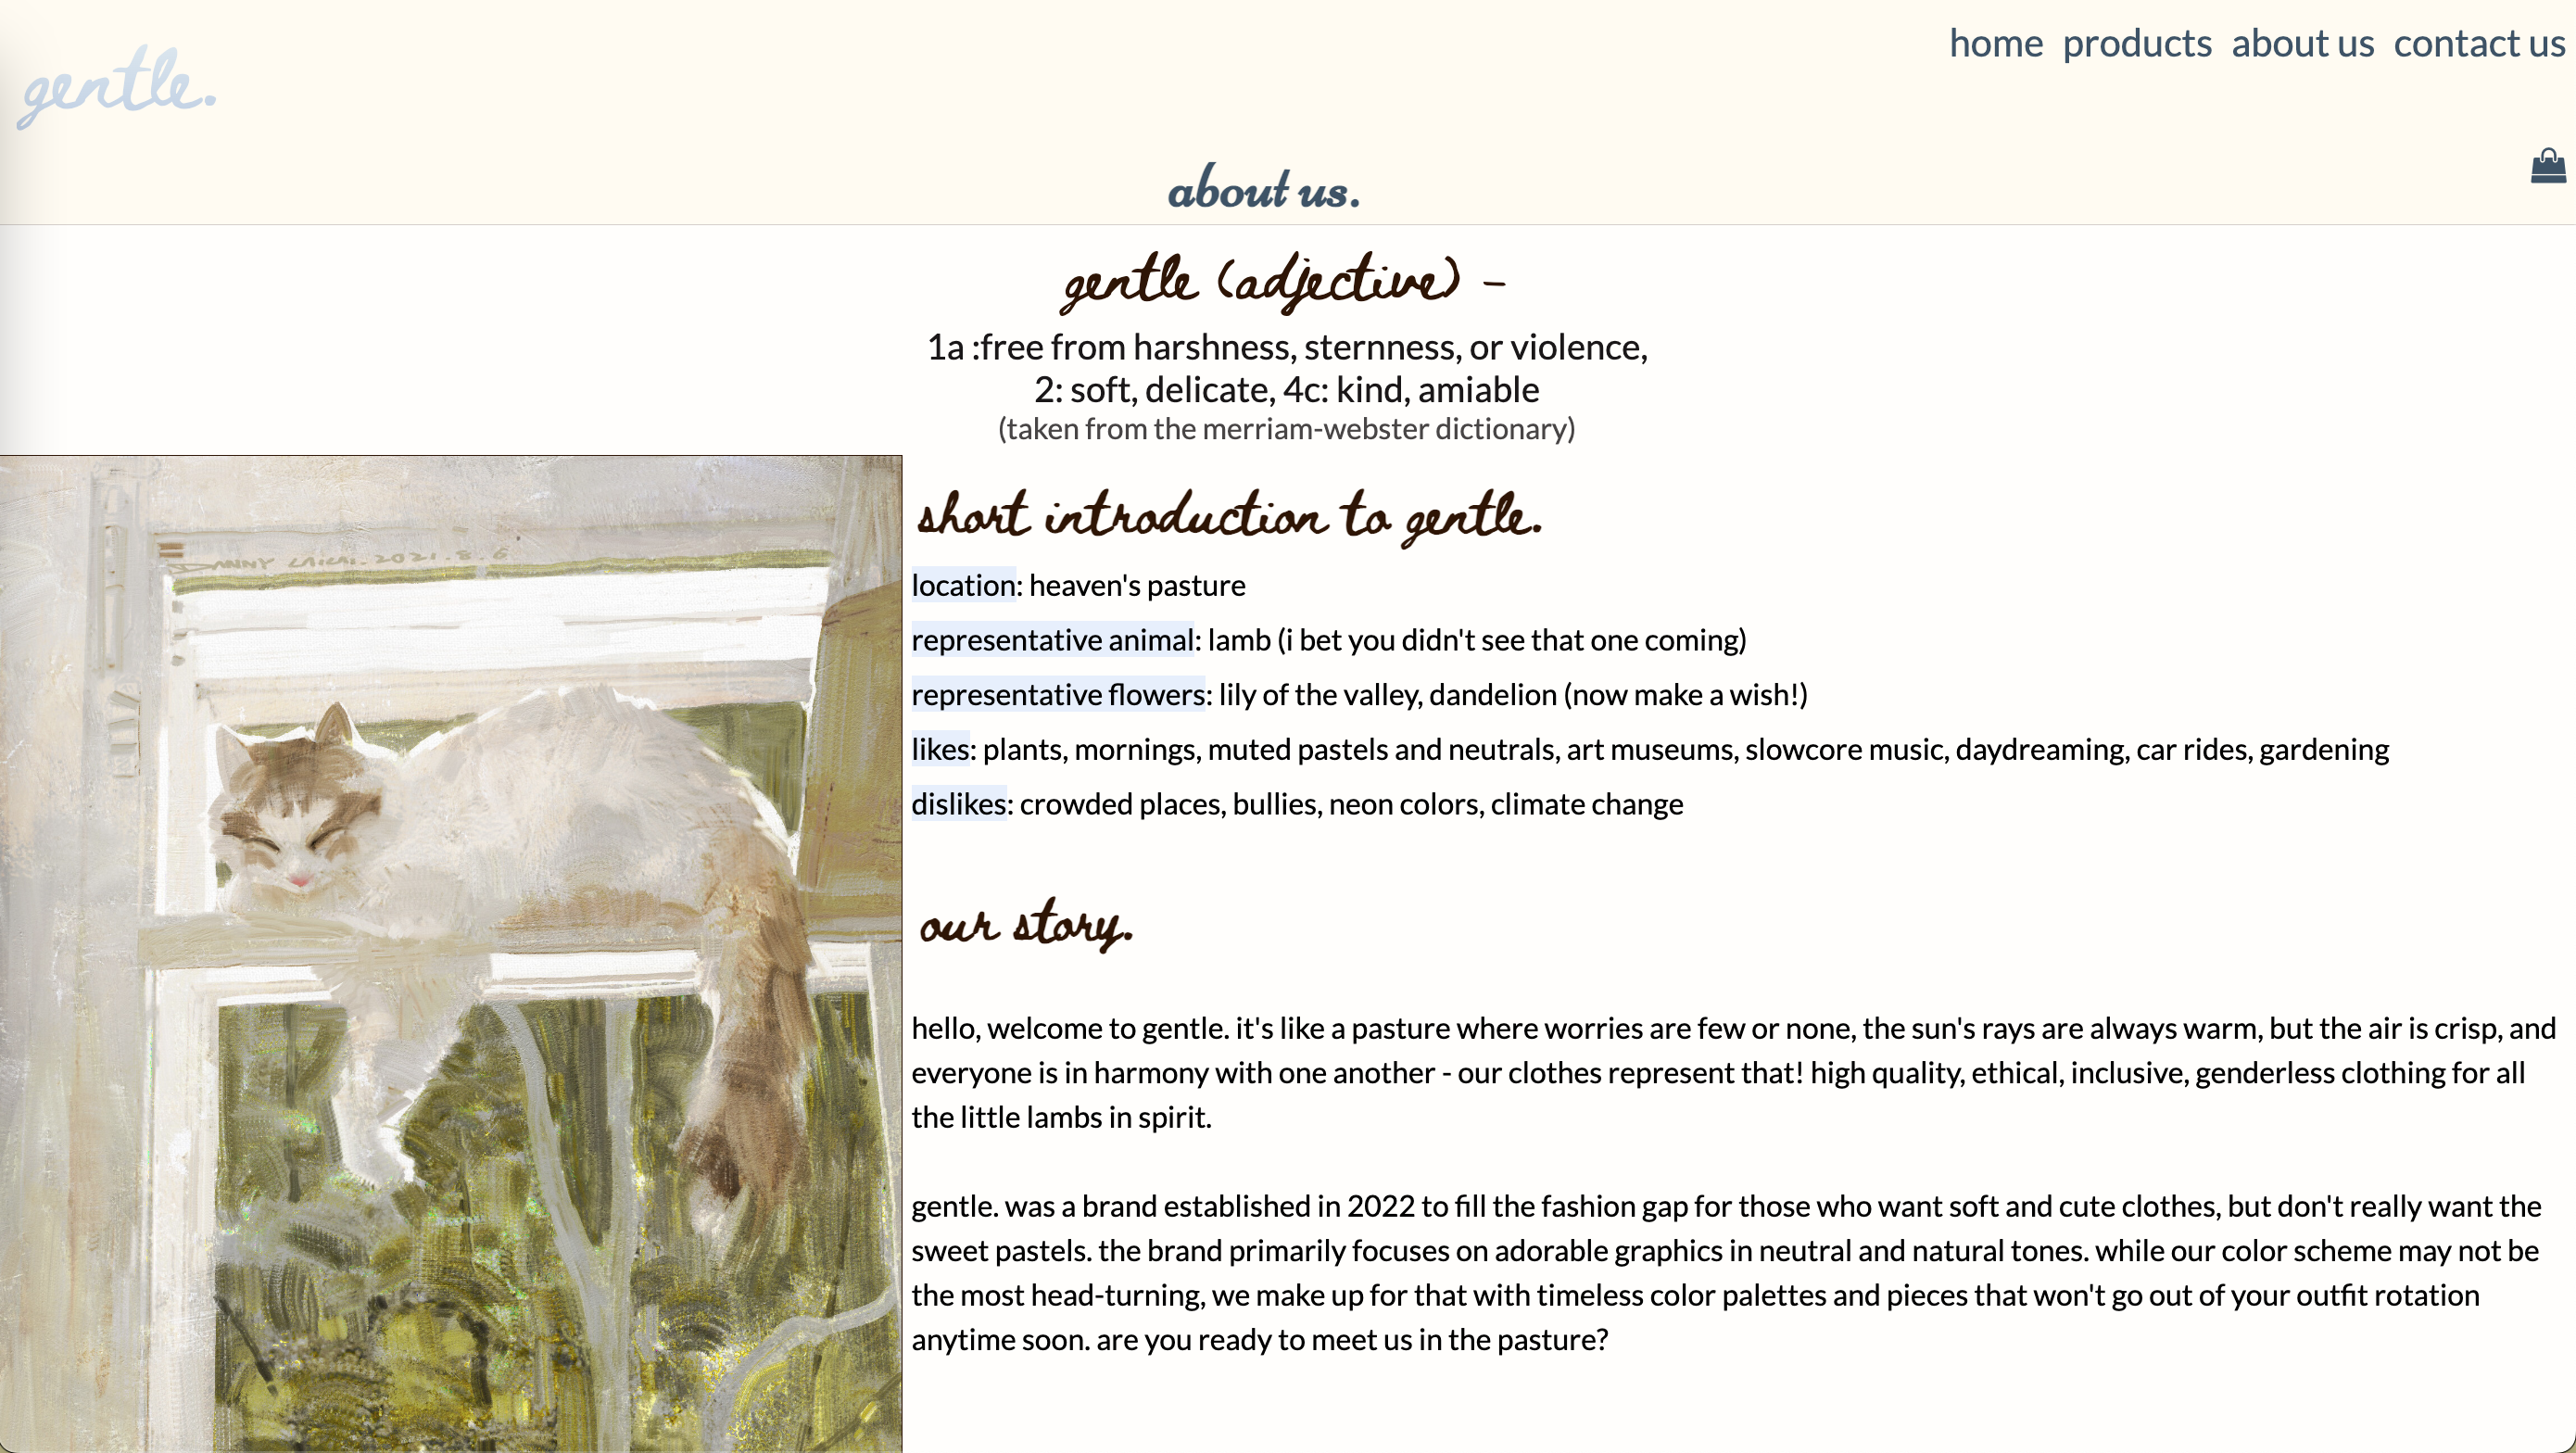 gentle.
home products about us contact us
about us.
gentle (adjective) -
1a :free from harshness, sternness, or violence,
2: soft, delicate, 4c: kind, amiable
(taken from the merriam-webster dictionary)
DANNY 2021.8.6
short introduction to gentle.
location: heaven's pasture
representative animal: lamb (i bet you didn't see that one coming)
representative flowers: lily of the valley, dandelion (now make a wish!)
likes: plants, mornings, muted pastels and neutrals, art museums, slowcore music, daydreaming, car rides, gardening
dislikes: crowded places, bullies, neon colors, climate change
our story.
hello, welcome to gentle. it's like a pasture where worries are few or none, the sun's rays are always warm, but the air is crisp, and
everyone is in harmony with one another - our clothes represent that! high quality, ethical, inclusive, genderless clothing for all
the little lambs in spirit.
gentle. was a brand established in 2022 to fill the fashion gap for those who want soft and cute clothes, but don't really want the
sweet pastels. the brand primarily focuses on adorable graphics in neutral and natural tones. while our color scheme may not be
the most head-turning, we make up for that with timeless color palettes and pieces that won't go out of your outfit rotation
anytime soon. are you ready to meet us in the pasture?